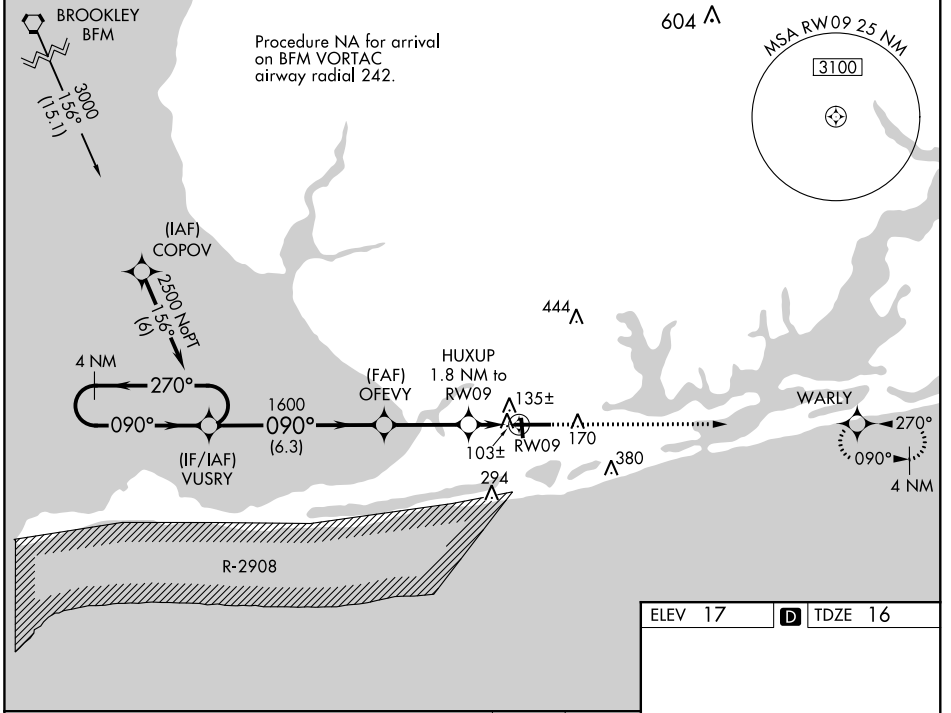 BROOKLEY
BFM
3000
156°
(15.1)
Procedure NA for arrival
on BFM VORTAC
airway radial 242.
604
MSA RW09 25 NM
3100
(IAF)
COPOV
2500 NoPT
156°
(6)
4 NM
270°
090°
(IF/IAF)
VUSRY
1600
090°
(6.3)
(FAF)
OFEVY
HUXUP
1.8 NM to
RW09
444
135±
103±
RW09
170
380
294
WARLY
270°
090°
4 NM
R-2908
ELEV 17
D
TDZE 16